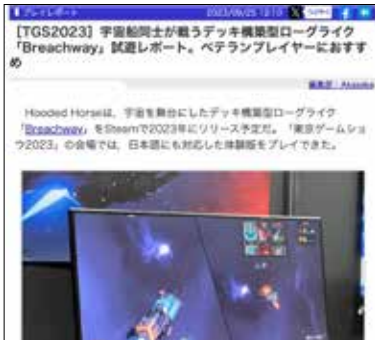 プレイレポート
2023/09/25 12:10
[TGS2023] 宇宙船同士が戦うデッキ構築型ローグライク
「Breachway」試遊レポート。ベテランプレイヤーにおすす
め
編集部：Akasaka
Hooded Horseは，宇宙を舞台にしたデッキ構築型ローグライク
「Breachway」をSteamで2023年にリリース予定だ。「東京ゲームショ
ウ2023」の会場では，日本語にも対応した体験版をプレイできた。